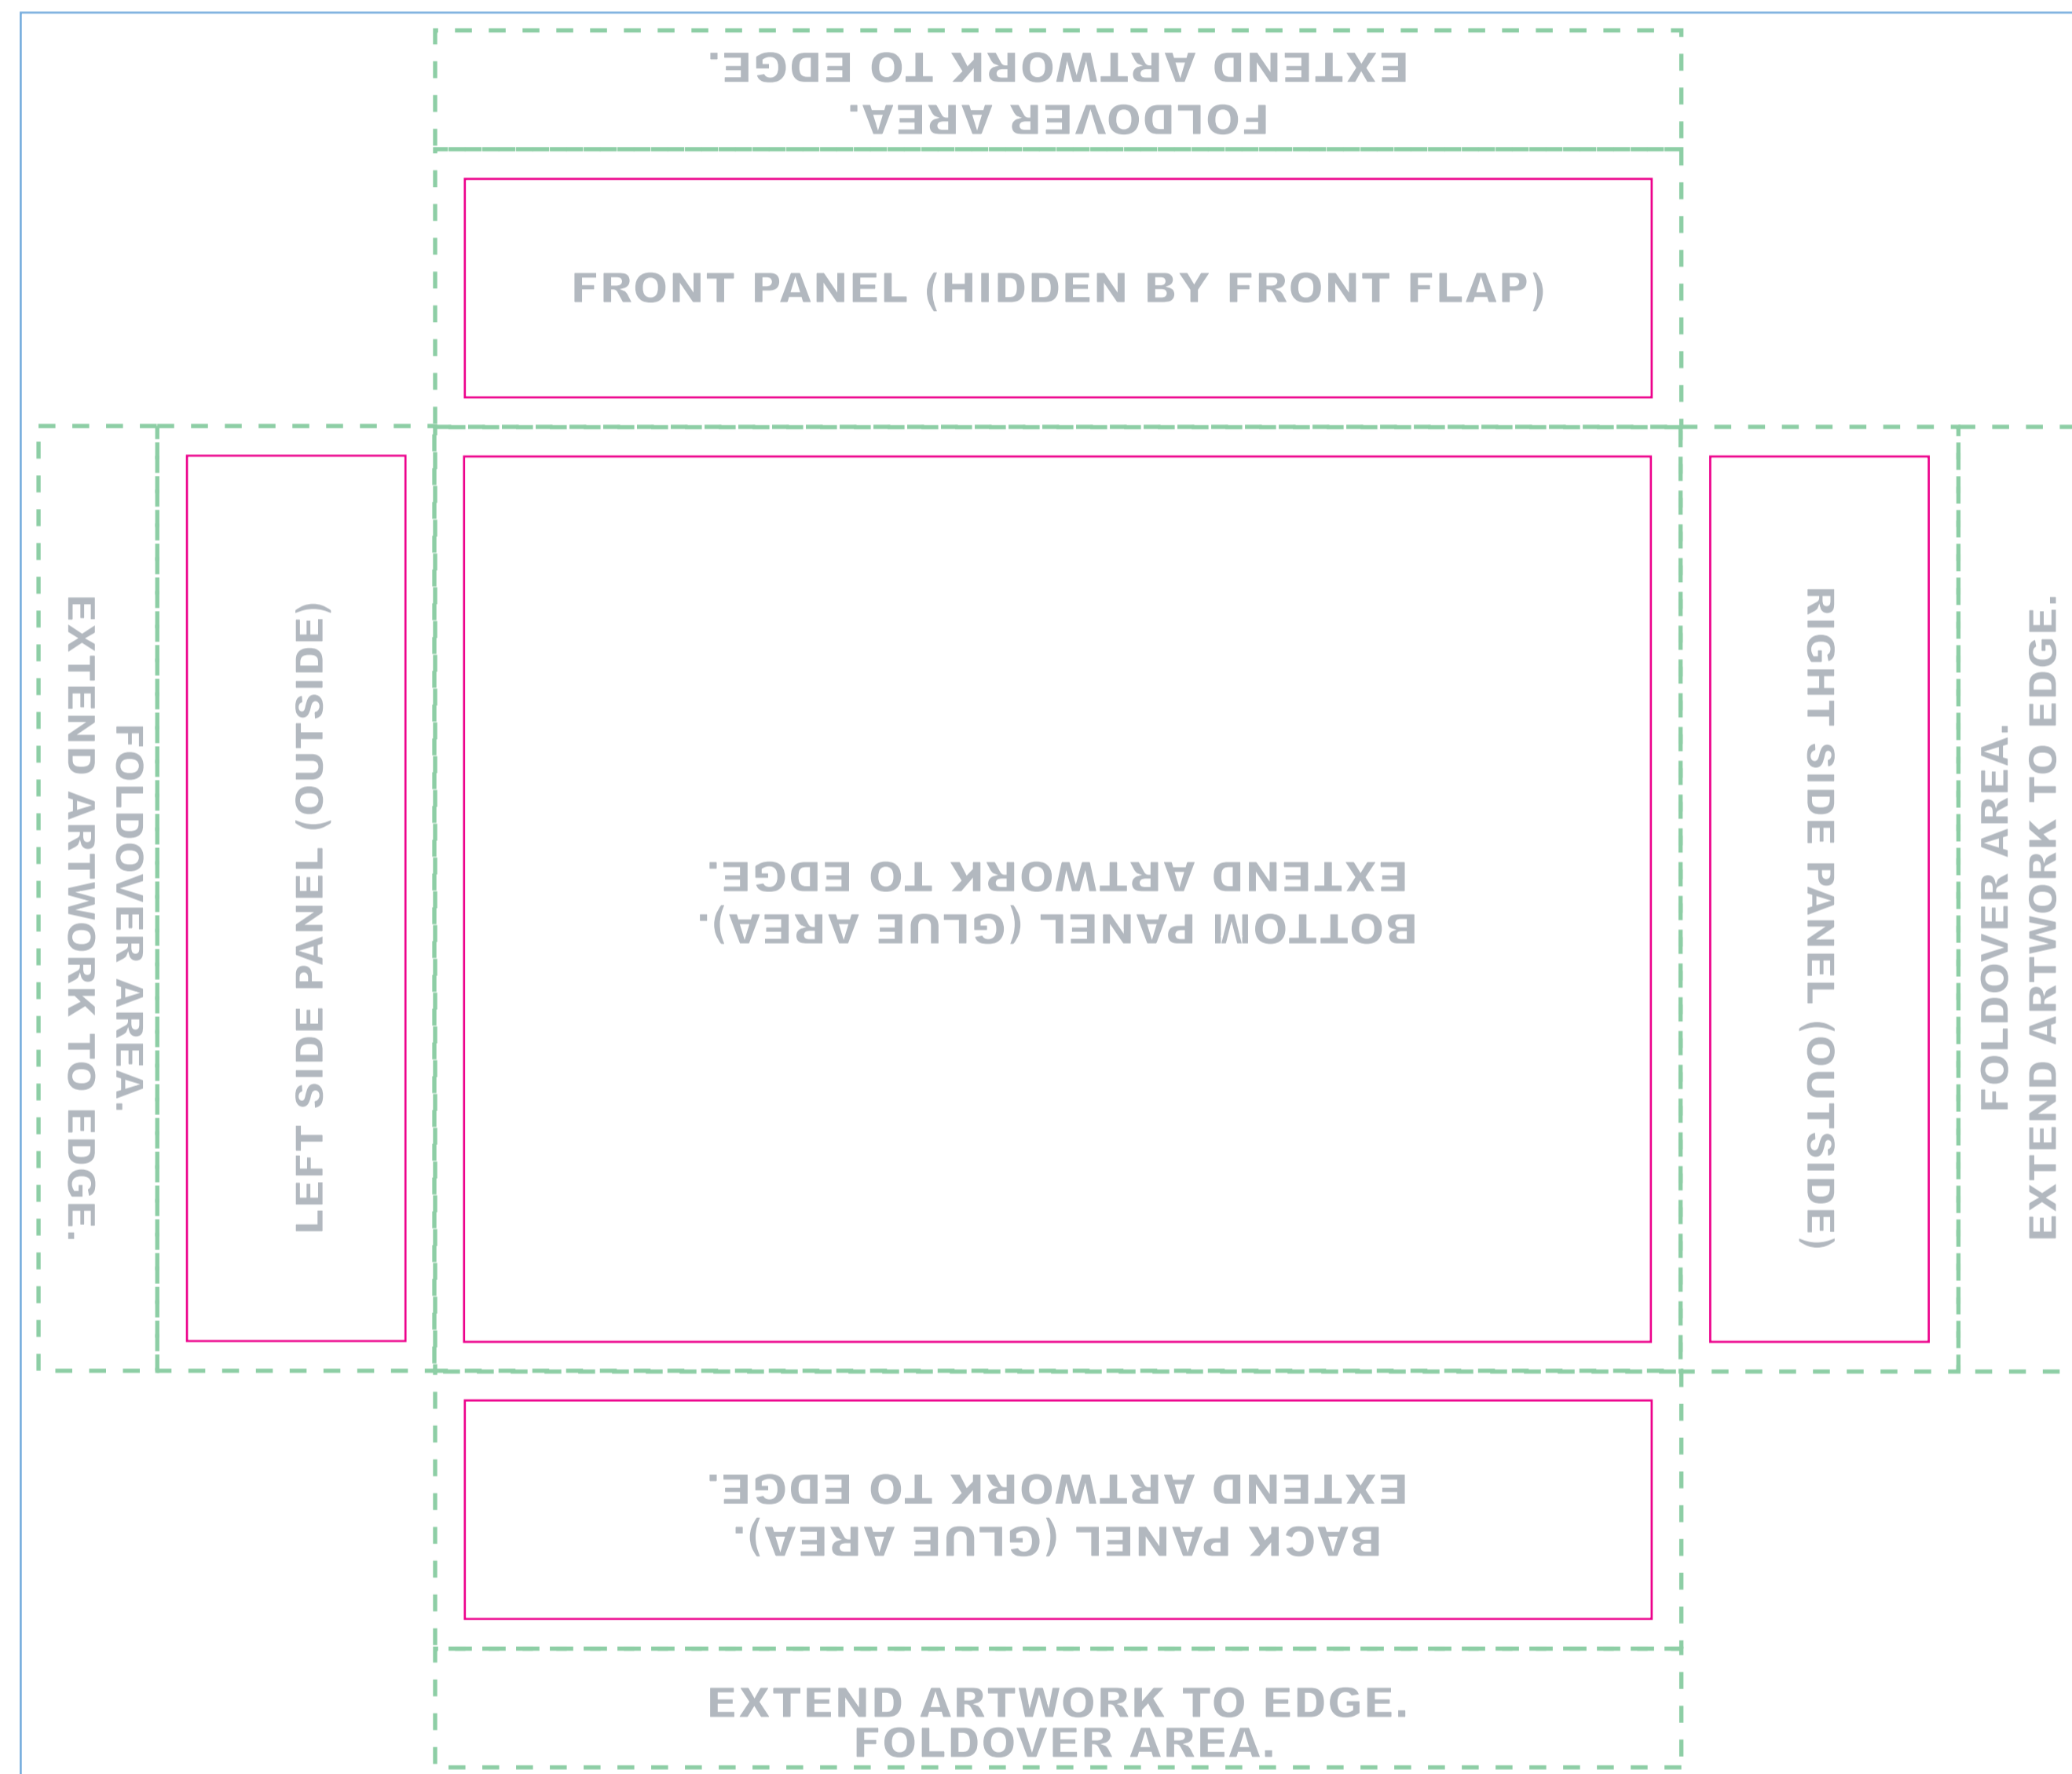 FOLDOVER AREA.
EXTEND ARTWORK TO EDGE.
FRONT PANEL (HIDDEN BY FRONT FLAP)
FOLDOVER AREA.
EXTEND ARTWORK TO EDGE.
LEFT SIDE PANEL (OUTSIDE)
BOTTOM PANEL (GLUE AREA).
EXTEND ARTWORK TO EDGE.
RIGHT SIDE PANEL (OUTSIDE)
FOLDOVER AREA.
EXTEND ARTWORK TO EDGE.
BACK PANEL (GLUE AREA).
EXTEND ARTWORK TO EDGE.
EXTEND ARTWORK TO EDGE.
FOLDOVER AREA.